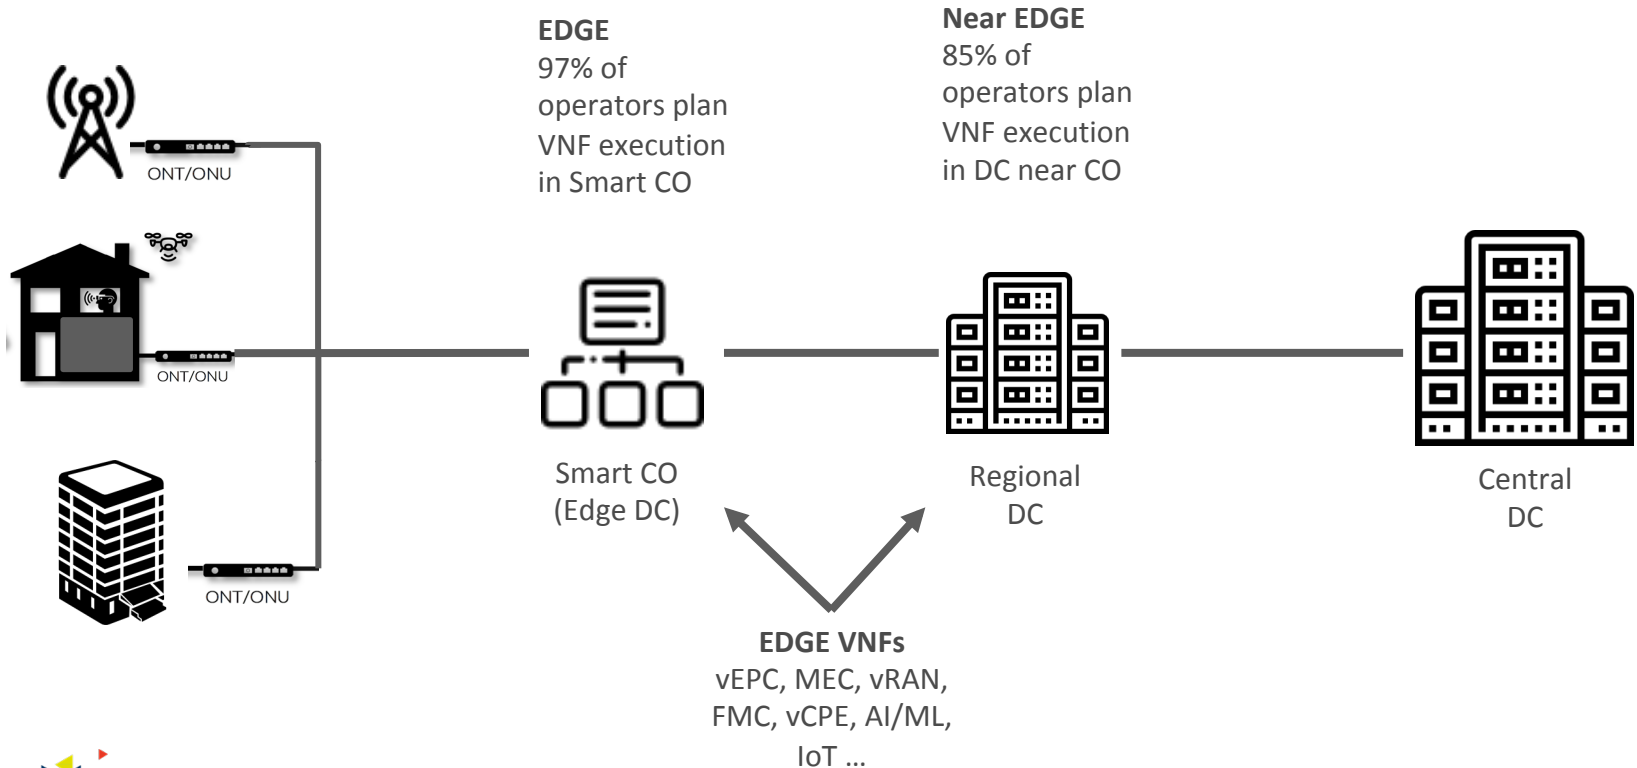 EDGE
97% of
operators plan
VNF execution
in Smart CO
Near EDGE
85% of
operators plan
VNF execution
in DC near CO
ONT/ONU
ONT/ONU
ONT/ONU
Smart CO
(Edge DC)
Regional
DC
Central
DC
EDGE VNFs
vEPC, MEC, vRAN,
FMC, vCPE, AI/ML,
IoT ...